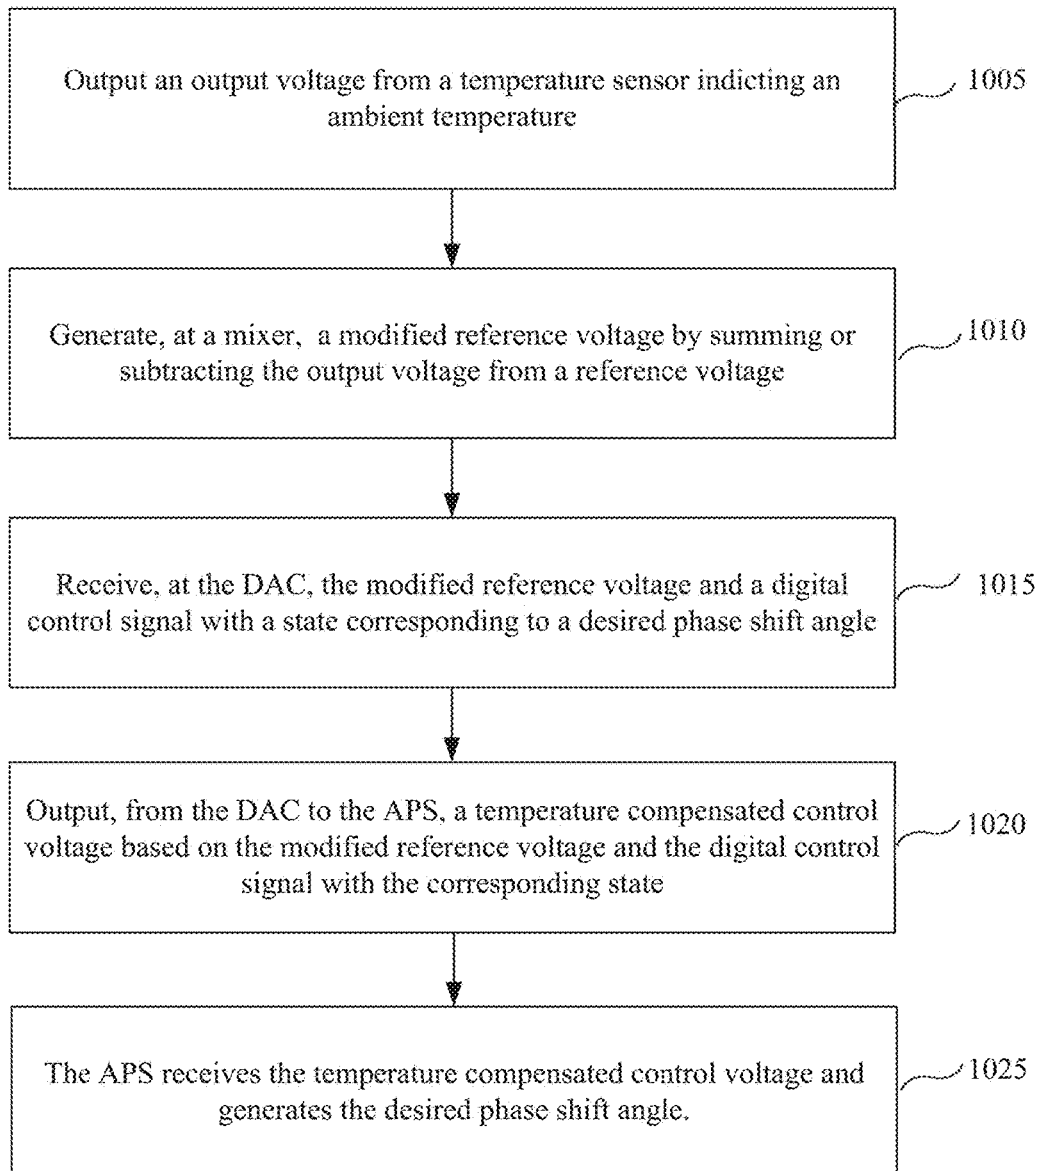 Output an output voltage from a temperature sensor indicting an
ambient temperature
1005
Generate, at a mixer, a modified reference voltage by summing or
subtracting the output voltage from a reference voltage
1010
Receive, at the DAC, the modified reference voltage and a digital
control signal with a state corresponding to a desired phase shift angle
1015
Output, from the DAC to the APS, a temperature compensated control
voltage based on the modified reference voltage and the digital control
signal with the corresponding state
1020
The APS receives the temperature compensated control voltage and
generates the desired phase shift angle.
1025